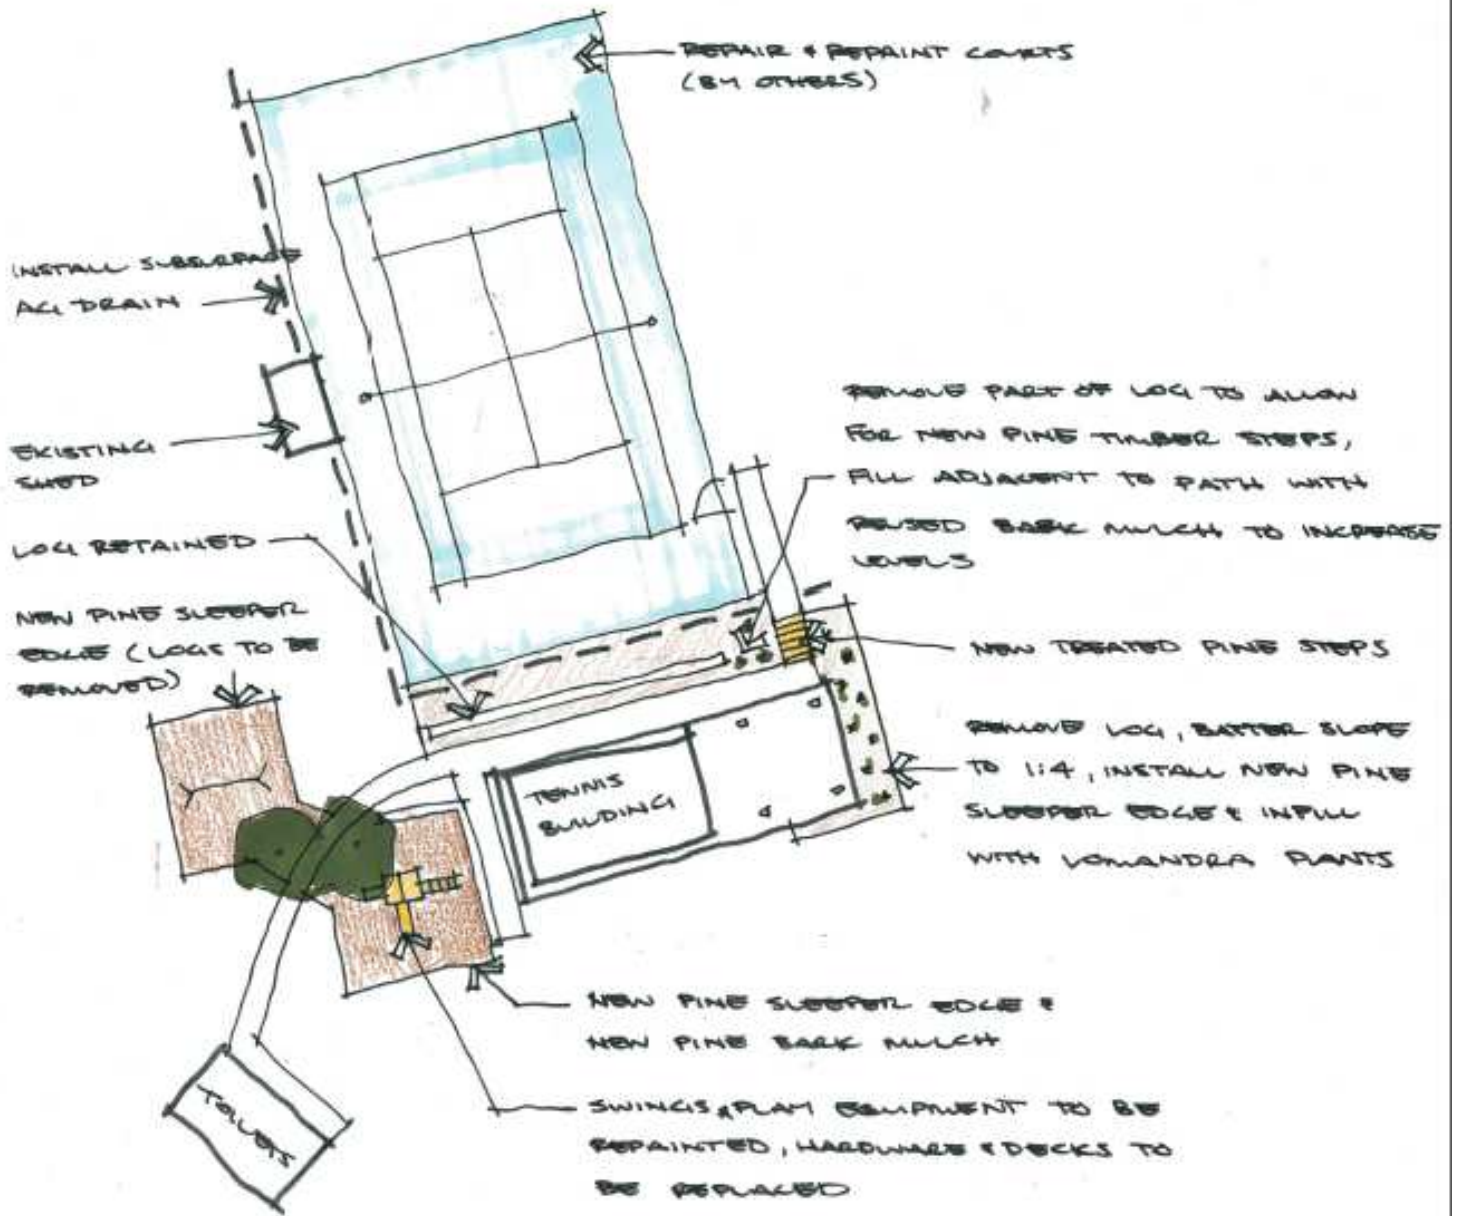 REPAIR & REPAINT COURTS
(BY OTHERS)
INSTALL SUBSURFACE
AG DRAIN
EXISTING
SHED
LOG RETAINED
NEW PINE SLEEPER
EDGE (LOGS TO BE
REMOVED)
REMOVE PART OF LOG TO ALLOW
FOR NEW PINE TIMBER STEPS,
FILL ADJACENT TO PATH WITH
REUSED BARK MULCH TO INCREASE
LEVELS
NEW TREATED PINE STEPS
REMOVE LOG, BATTER SLOPE
TO 1:4, INSTALL NEW PINE
SLEEPER EDGE & INFILL
WITH LOMANDRA PLANTS
TENNIS
BUILDING
NEW PINE SLEEPER EDGE &
NEW PINE BARK MULCH
SWINGS & PLAY EQUIPMENT TO BE
REPAINTED, HARDWARE & DECKS TO
BE REPLACED
TOILETS